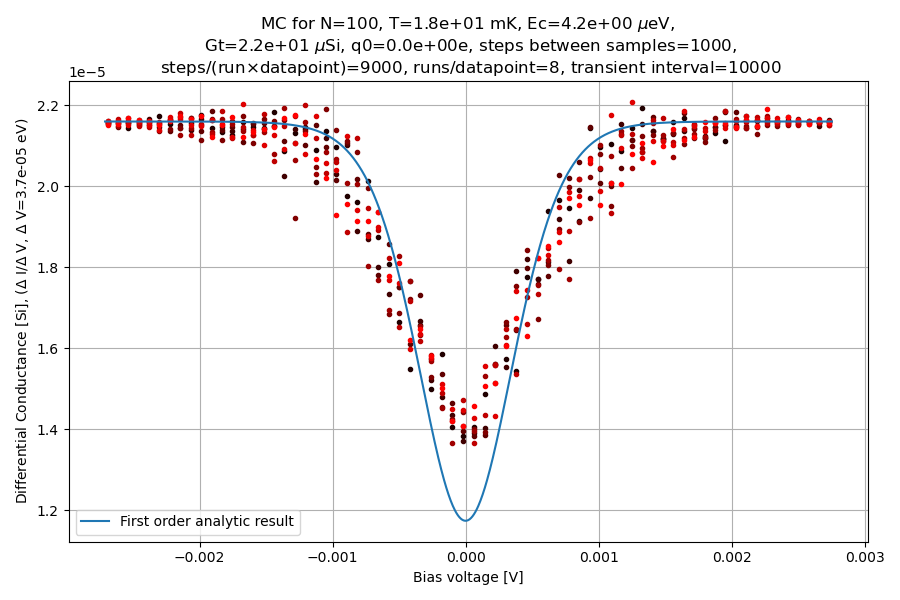 MC for N=100, T=1.8e+01 mK, Ec=4.2e+00 μeV,
Gt=2.2e+01 μSi, q0=0.0e+00e, steps between samples=1000,
steps/(run×datapoint)=9000, runs/datapoint=8, transient interval=10000
1e−5
Differential Conductance [Si], (Δ I/Δ V, Δ V=3.7e-05 eV)
2.2
2.0
1.8
1.6
1.4
1.2
First order analytic result
−0.002
−0.001
0.000
0.001
0.002
0.003
Bias voltage [V]